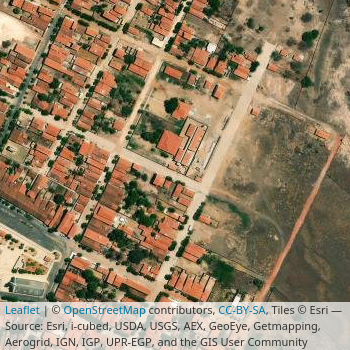 Leaflet | © OpenStreetMap contributors, CC-BY-SA, Tiles © Esri —
Source: Esri, i-cubed, USDA, USGS, AEX, GeoEye, Getmapping,
Aerogrid, IGN, IGP, UPR-EGP, and the GIS User Community